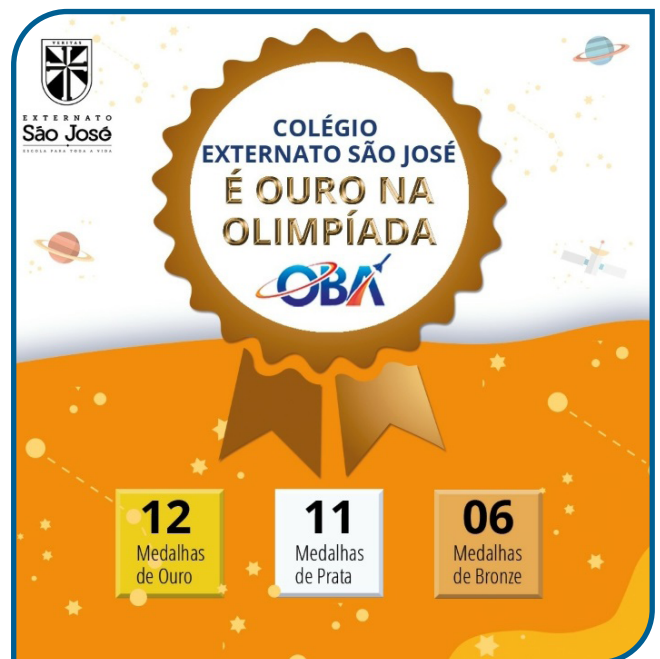 VERITAS
EXTERNATO
São José
ESCOLA PARA TODA A VIDA
COLÉGIO
EXTERNATO SÃO JOSÉ
É OURO NA
OLIMPÍADA
OBA
12
Medalhas
de Ouro
11
Medalhas
de Prata
06
Medalhas
de Bronze